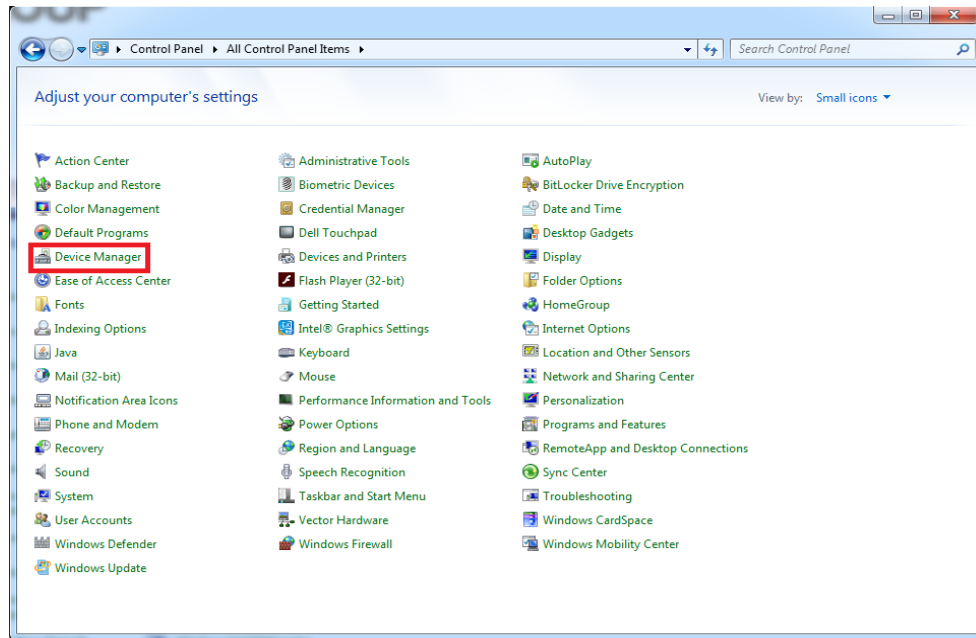 Control Panel ▸ All Control Panel Items ▸ Search Control Panel
Adjust your computer's settings
View by: Small icons
Action Center Administrative Tools AutoPlay
Backup and Restore Biometric Devices BitLocker Drive Encryption
Color Management Credential Manager Date and Time
Default Programs Dell Touchpad Desktop Gadgets
Device Manager Devices and Printers Display
Ease of Access Center Flash Player (32-bit) Folder Options
Fonts Getting Started HomeGroup
Indexing Options Intel® Graphics Settings Internet Options
Java Keyboard Location and Other Sensors
Mail (32-bit) Mouse Network and Sharing Center
Notification Area Icons Performance Information and Tools Personalization
Phone and Modem Power Options Programs and Features
Recovery Region and Language RemoteApp and Desktop Connections
Sound Speech Recognition Sync Center
System Taskbar and Start Menu Troubleshooting
User Accounts Vector Hardware Windows CardSpace
Windows Defender Windows Firewall Windows Mobility Center
Windows Update